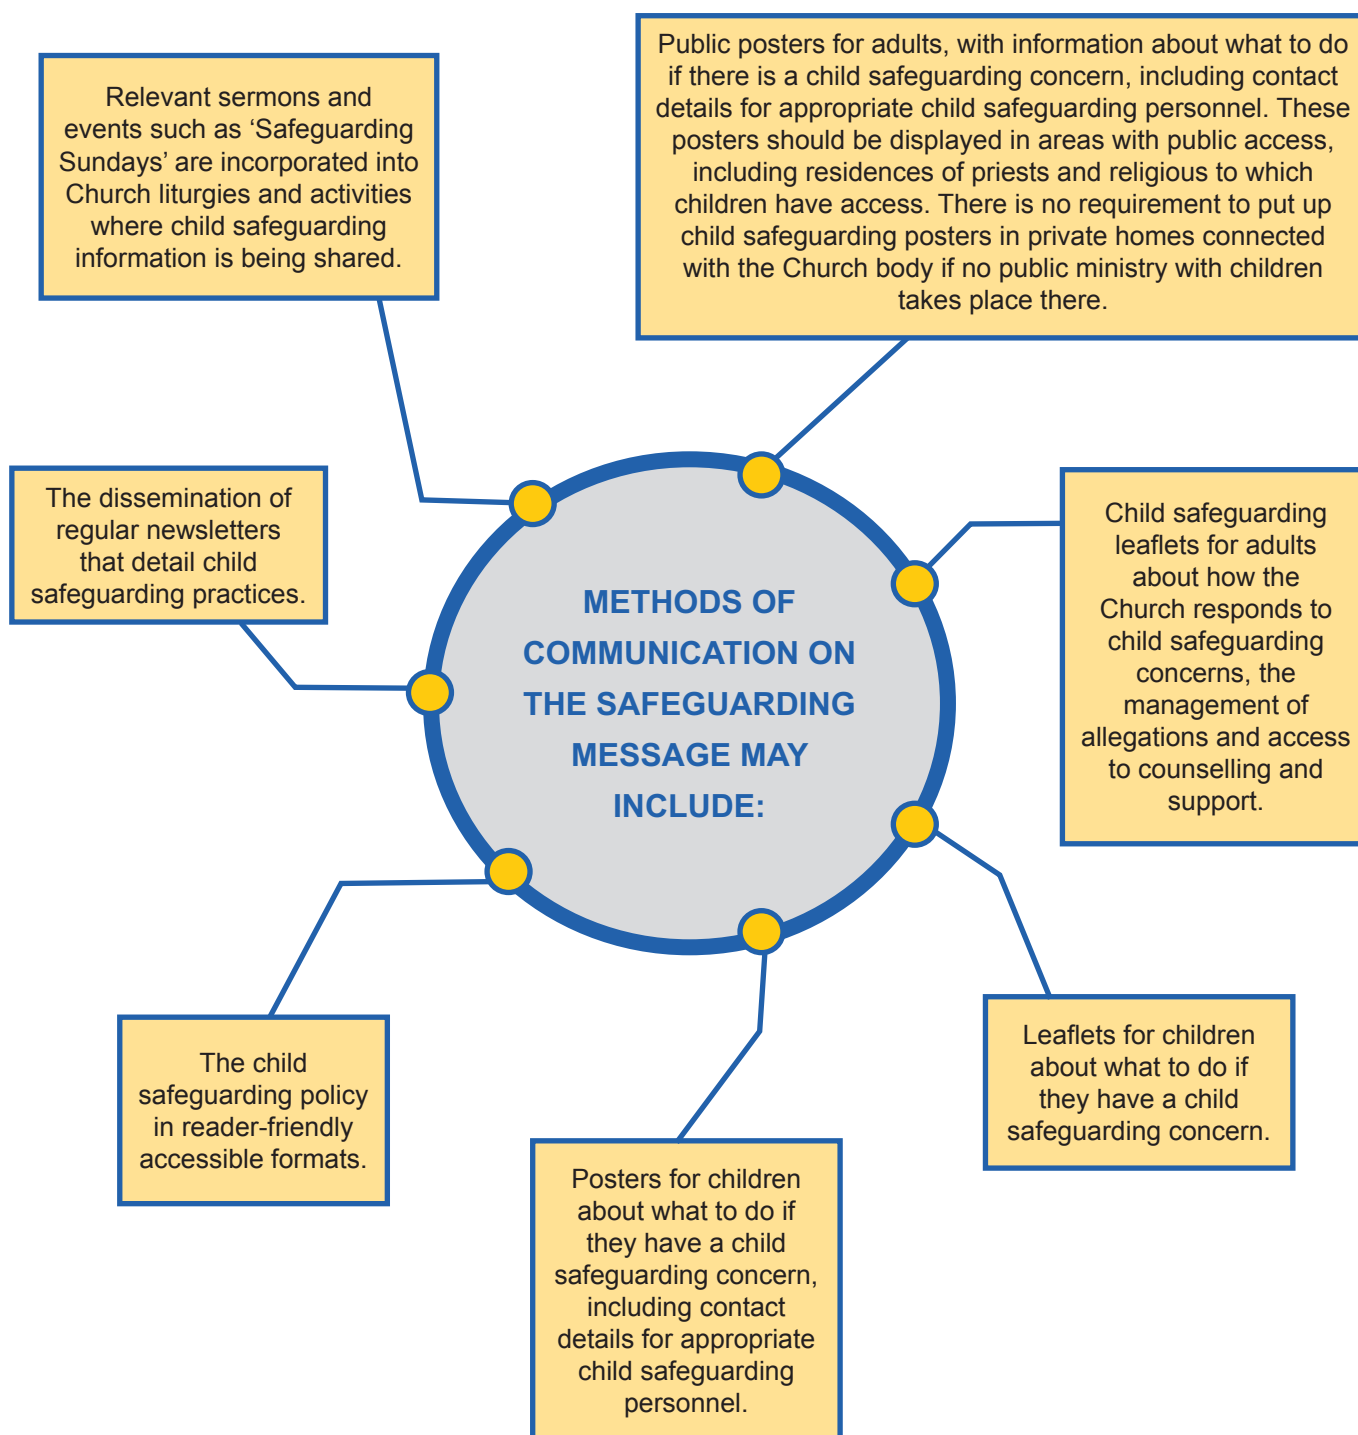 Relevant sermons and
events such as ‘Safeguarding
Sundays’ are incorporated into
Church liturgies and activities
where child safeguarding
information is being shared.
Public posters for adults, with information about what to do
if there is a child safeguarding concern, including contact
details for appropriate child safeguarding personnel. These
posters should be displayed in areas with public access,
including residences of priests and religious to which
children have access. There is no requirement to put up
child safeguarding posters in private homes connected
with the Church body if no public ministry with children
takes place there.
The dissemination of
regular newsletters
that detail child
safeguarding practices.
METHODS OF
COMMUNICATION ON
THE SAFEGUARDING
MESSAGE MAY
INCLUDE:
Child safeguarding
leaflets for adults
about how the
Church responds to
child safeguarding
concerns, the
management of
allegations and access
to counselling and
support.
The child
safeguarding policy
in reader-friendly
accessible formats.
Posters for children
about what to do if
they have a child
safeguarding concern,
including contact
details for appropriate
child safeguarding
personnel.
Leaflets for children
about what to do if
they have a child
safeguarding concern.